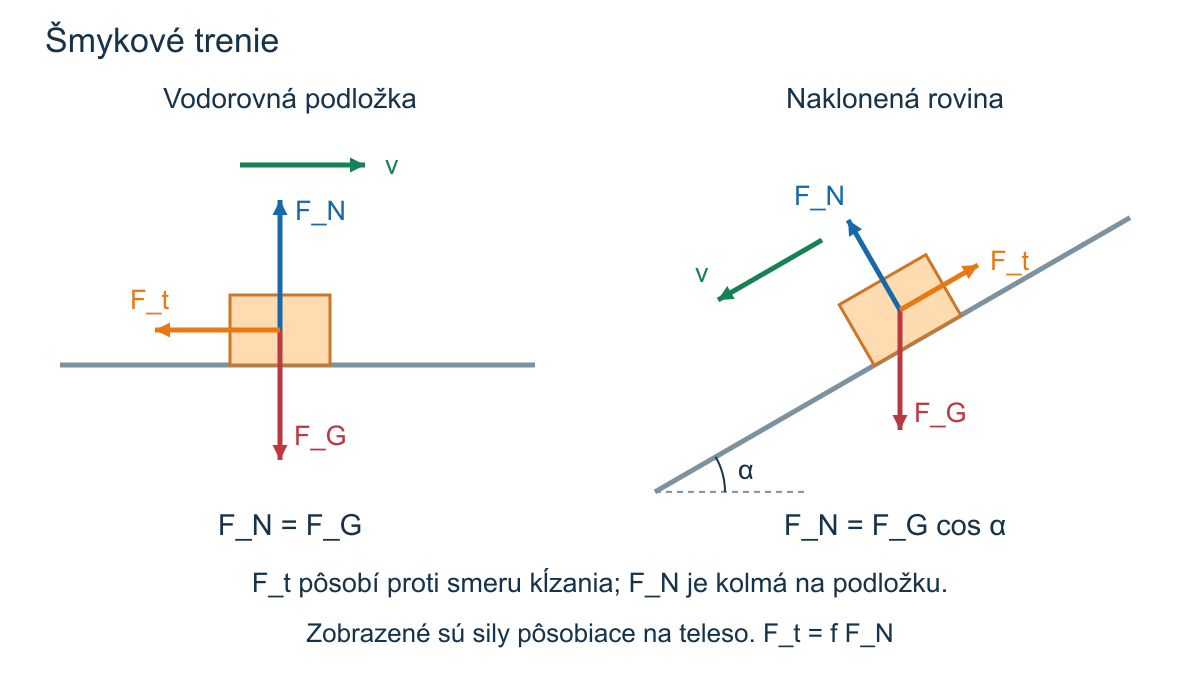 Šmykové trenie
Vodorovná podložka
v
F_N
F_t
F_G
F_N = F_G
Naklonená rovina
F_N
v
F_t
F_G
α
F_N = F_G cos α
F_t pôsobí proti smeru kĺzania; F_N je kolmá na podložku.
Zobrazené sú sily pôsobiace na teleso. F_t = f F_N